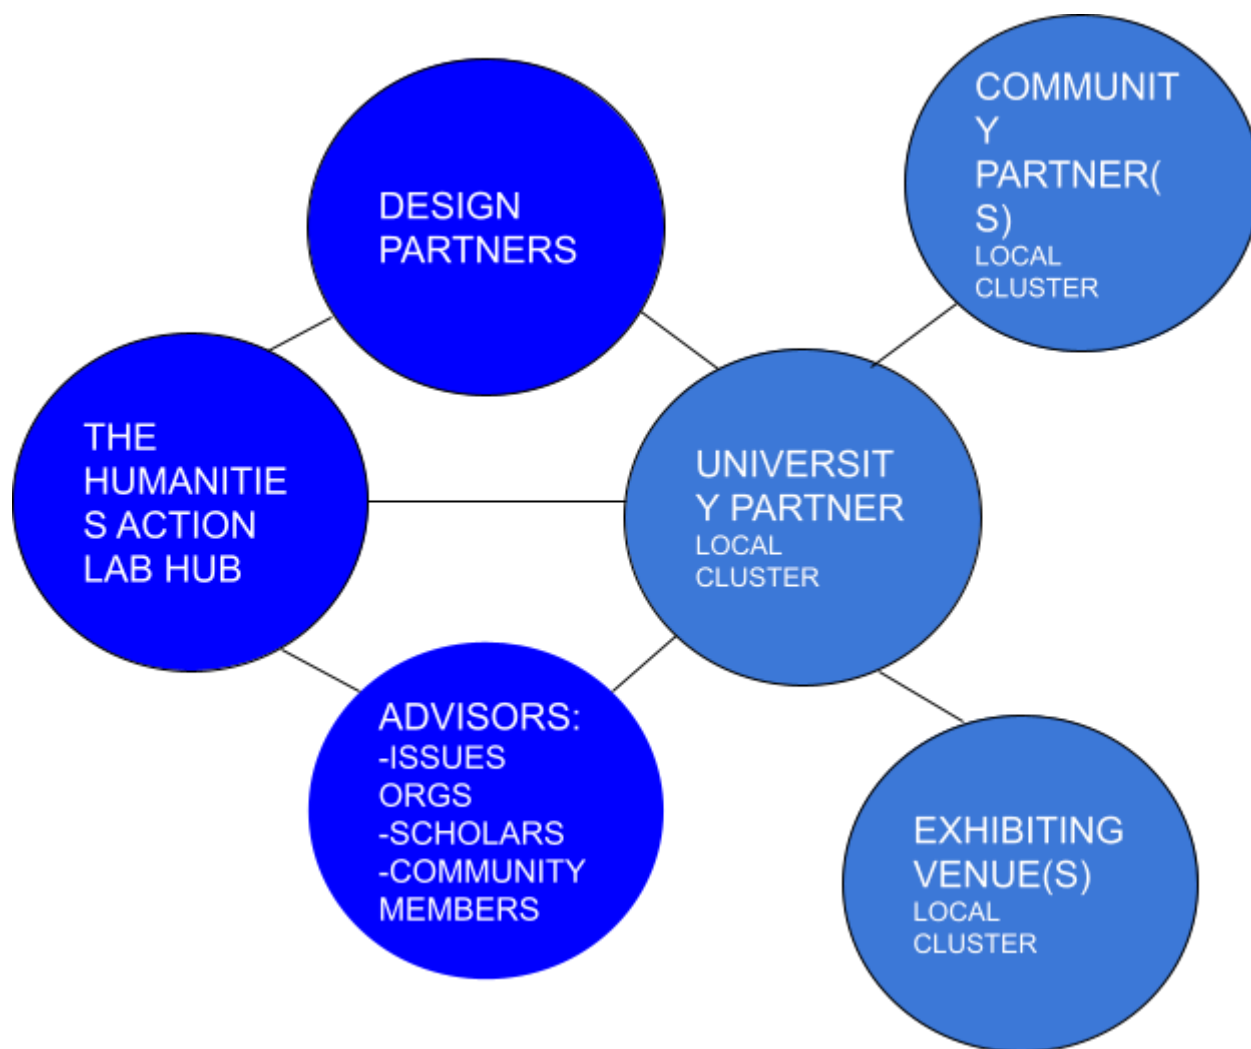 DESIGN
PARTNERS
COMMUNIT
Y
PARTNER(
S)
LOCAL
CLUSTER
THE
HUMANITIE
S ACTION
LAB HUB
UNIVERSIT
Y PARTNER
LOCAL
CLUSTER
ADVISORS:
-ISSUES
ORGS
-SCHOLARS
-COMMUNITY
MEMBERS
EXHIBITING
VENUE(S)
LOCAL
CLUSTER